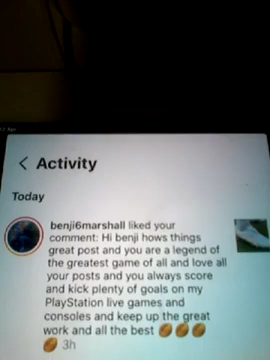 Activity
Today
benji6marshall liked your
comment: Hi benji hows things
great post and you are a legend of
the greatest game of all and love all
your posts and you always score
and kick plenty of goals on my
PlayStation live games and
consoles and keep up the great
work and all the best 🏉🏉🏉
🏉 3h